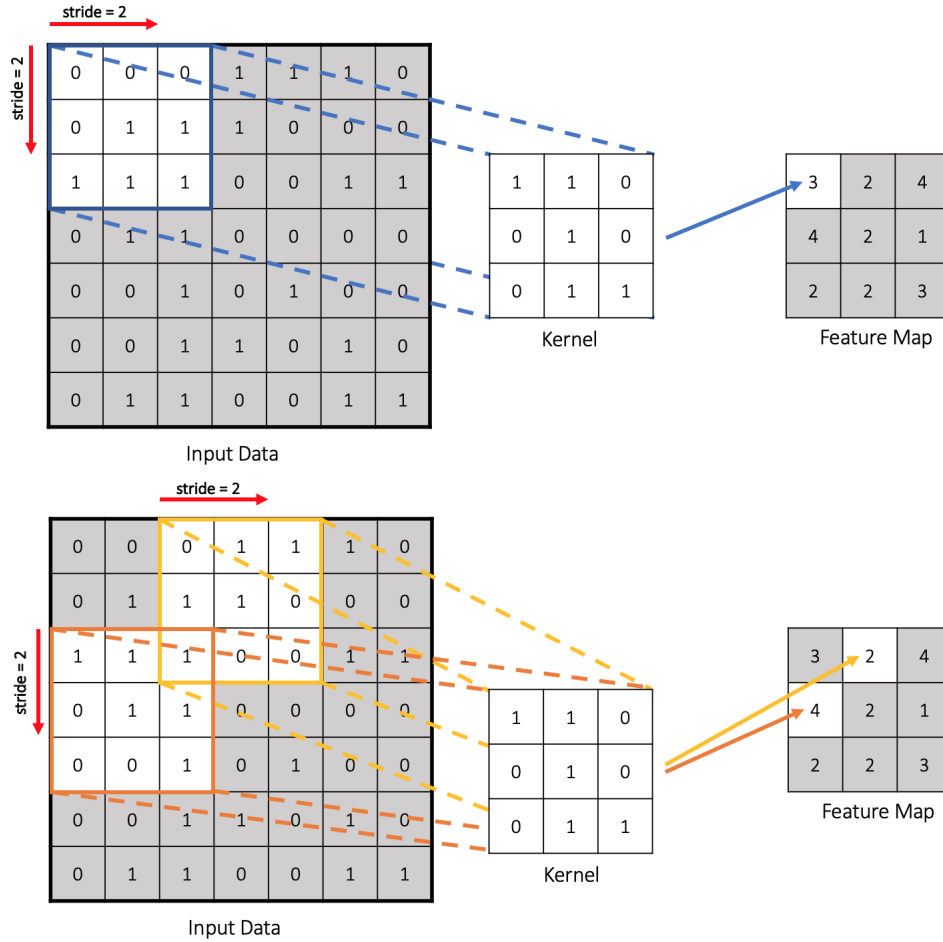 stride = 2
stride = 2
0 0 0 1 1 1 0
0 1 1 1 0 0 0
1 1 1 0 0 1 1
0 1 1 0 0 0 0
0 0 1 0 1 0 0
0 0 1 1 0 1 0
0 1 1 0 0 1 1
Input Data
1 1 0
0 1 0
0 1 1
Kernel
3 2 4
4 2 1
2 2 3
Feature Map
stride = 2
stride = 2
0 0 0 1 1 1 0
0 1 1 1 0 0 0
1 1 1 0 0 1 1
0 1 1 0 0 0 0
0 0 1 0 1 0 0
0 0 1 1 0 1 0
0 1 1 0 0 1 1
Input Data
1 1 0
0 1 0
0 1 1
Kernel
3 2 4
4 2 1
2 2 3
Feature Map